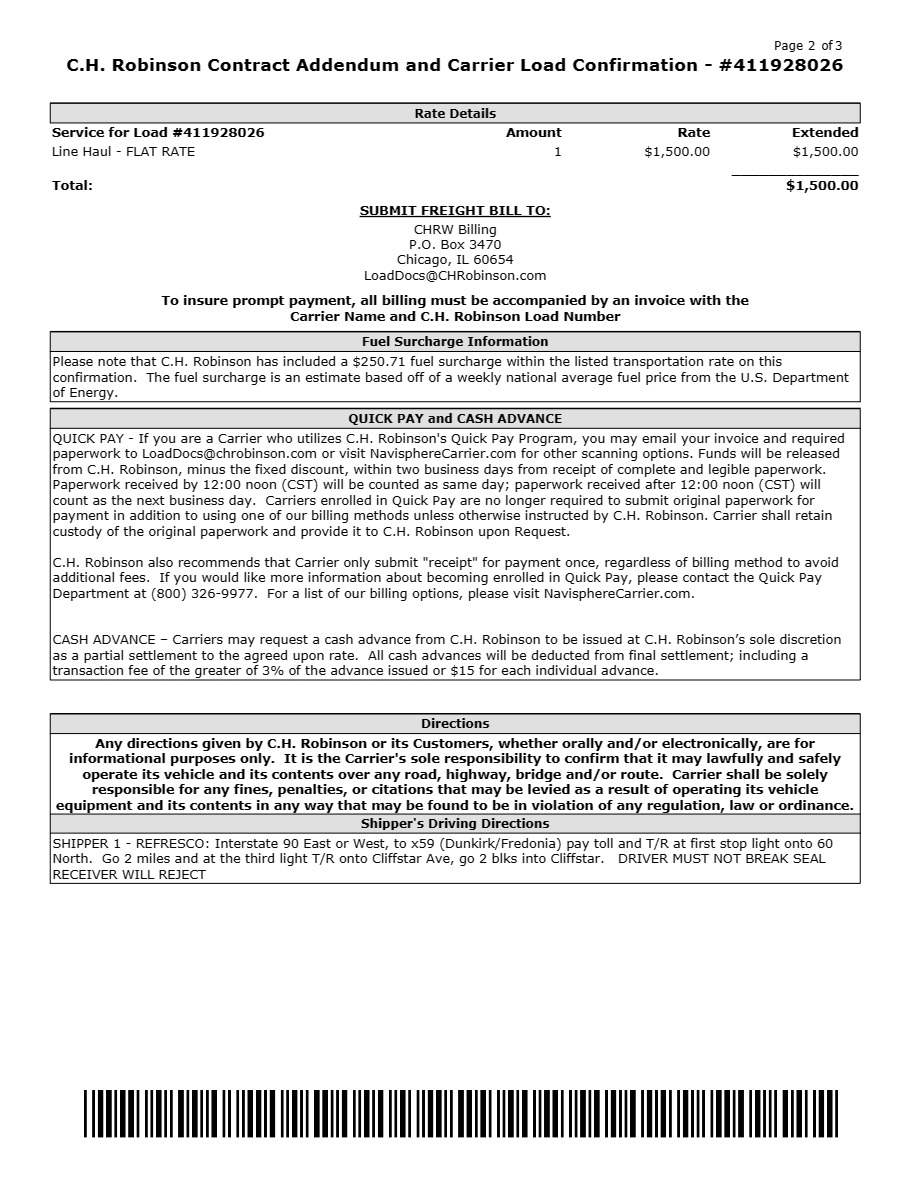 Page 2 of 3
C.H. Robinson Contract Addendum and Carrier Load Confirmation - #411928026
Rate Details
Service for Load #411928026 Amount Rate Extended
Line Haul - FLAT RATE 1 $1,500.00 $1,500.00
Total: $1,500.00
SUBMIT FREIGHT BILL TO:
CHRW Billing
P.O. Box 3470
Chicago, IL 60654
LoadDocs@CHRobinson.com
To insure prompt payment, all billing must be accompanied by an invoice with the
Carrier Name and C.H. Robinson Load Number
Fuel Surcharge Information
Please note that C.H. Robinson has included a $250.71 fuel surcharge within the listed transportation rate on this
confirmation. The fuel surcharge is an estimate based off of a weekly national average fuel price from the U.S. Department
of Energy.
QUICK PAY and CASH ADVANCE
QUICK PAY - If you are a Carrier who utilizes C.H. Robinson's Quick Pay Program, you may email your invoice and required
paperwork to LoadDocs@chrobinson.com or visit NavisphereCarrier.com for other scanning options. Funds will be released
from C.H. Robinson, minus the fixed discount, within two business days from receipt of complete and legible paperwork.
Paperwork received by 12:00 noon (CST) will be counted as same day; paperwork received after 12:00 noon (CST) will
count as the next business day. Carriers enrolled in Quick Pay are no longer required to submit original paperwork for
payment in addition to using one of our billing methods unless otherwise instructed by C.H. Robinson. Carrier shall retain
custody of the original paperwork and provide it to C.H. Robinson upon Request.
C.H. Robinson also recommends that Carrier only submit "receipt" for payment once, regardless of billing method to avoid
additional fees. If you would like more information about becoming enrolled in Quick Pay, please contact the Quick Pay
Department at (800) 326-9977. For a list of our billing options, please visit NavisphereCarrier.com.
CASH ADVANCE – Carriers may request a cash advance from C.H. Robinson to be issued at C.H. Robinson’s sole discretion
as a partial settlement to the agreed upon rate. All cash advances will be deducted from final settlement; including a
transaction fee of the greater of 3% of the advance issued or $15 for each individual advance.
Directions
Any directions given by C.H. Robinson or its Customers, whether orally and/or electronically, are for
informational purposes only. It is the Carrier's sole responsibility to confirm that it may lawfully and safely
operate its vehicle and its contents over any road, highway, bridge and/or route. Carrier shall be solely
responsible for any fines, penalties, or citations that may be levied as a result of operating its vehicle
equipment and its contents in any way that may be found to be in violation of any regulation, law or ordinance.
Shipper's Driving Directions
SHIPPER 1 - REFRESCO: Interstate 90 East or West, to x59 (Dunkirk/Fredonia) pay toll and T/R at first stop light onto 60
North. Go 2 miles and at the third light T/R onto Cliffstar Ave, go 2 blks into Cliffstar. DRIVER MUST NOT BREAK SEAL
RECEIVER WILL REJECT